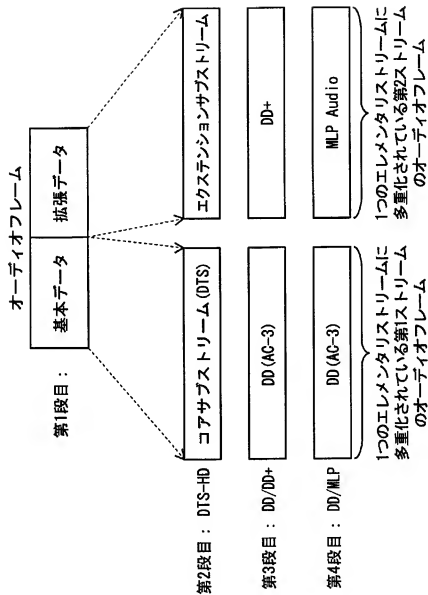 オーディオフレーム
第1段目：
基本データ
拡張データ
第2段目： DTS-HD
コアサブストリーム(DTS)
エクステンションサブストリーム
第3段目： DD/DD+
DD(AC-3)
DD+
第4段目： DD/MLP
DD(AC-3)
MLP Audio
1つのエレメンタリストリームに
多重化されている第1ストリーム
のオーディオフレーム
1つのエレメンタリストリームに
多重化されている第2ストリーム
のオーディオフレーム